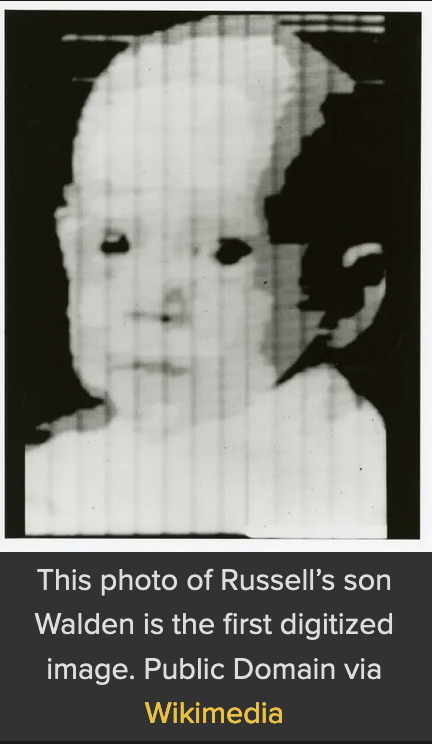 This photo of Russell’s son
Walden is the first digitized
image. Public Domain via
Wikimedia